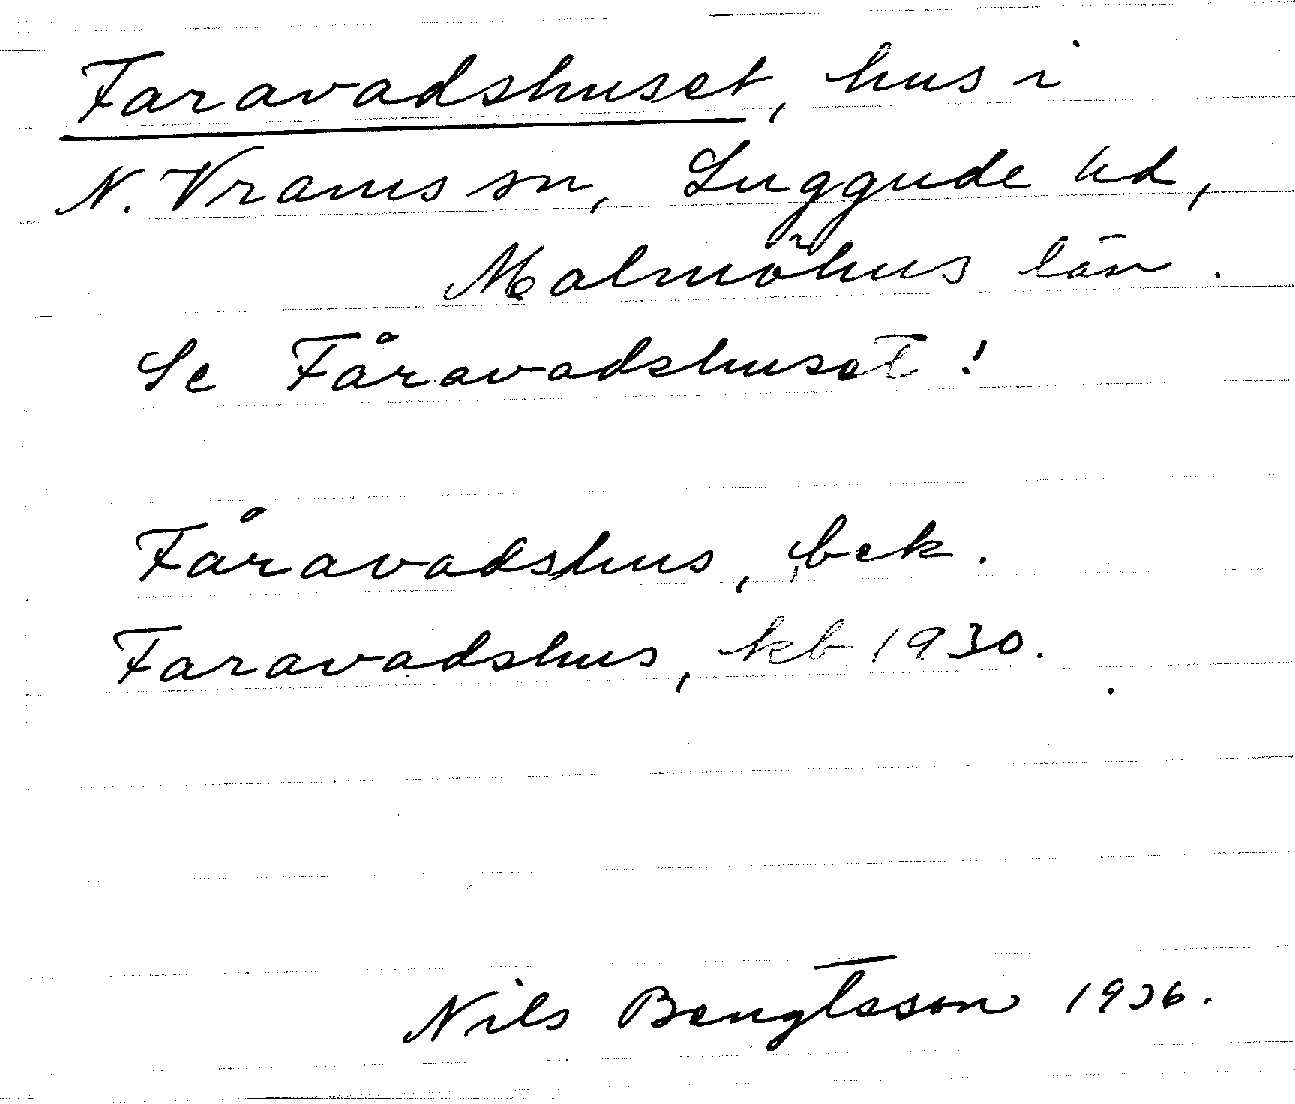 Faravadshuset, hus i
N. Vrams sn, Luggude hd,
Malmöhus län.
Se Fåravadshuset!
Fåravadshus, bek.
Faravadshus, kb 1930.
Nils Bengtsson 1936.